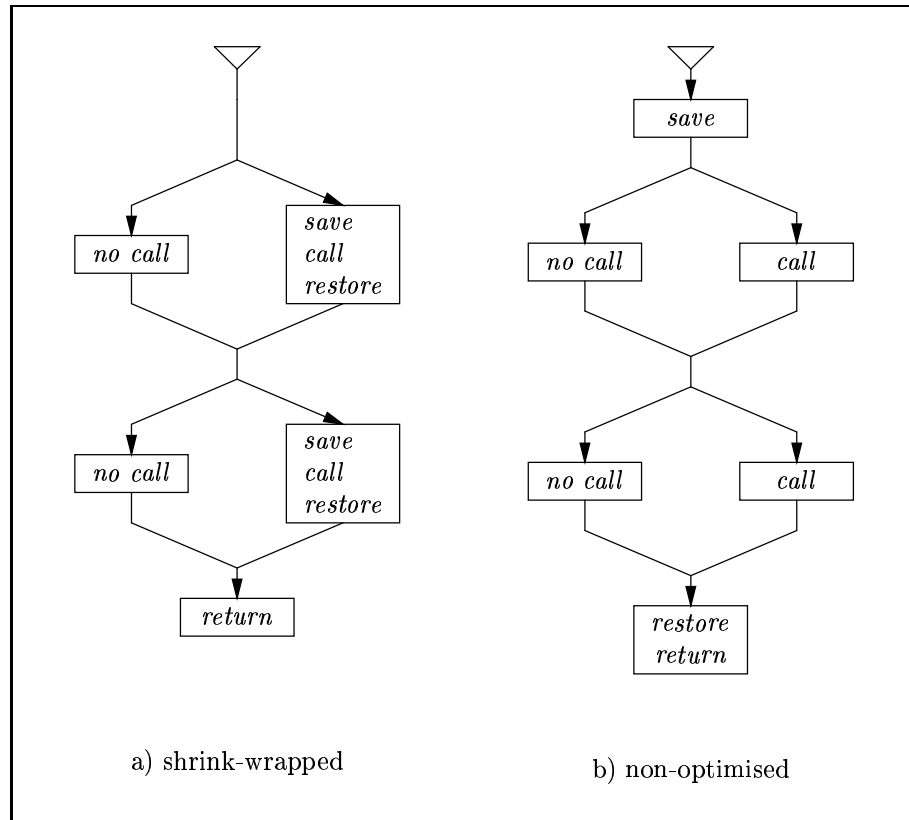 no call
save
call
restore
no call
save
call
restore
return
a) shrink-wrapped
save
no call
call
no call
call
restore
return
b) non-optimised